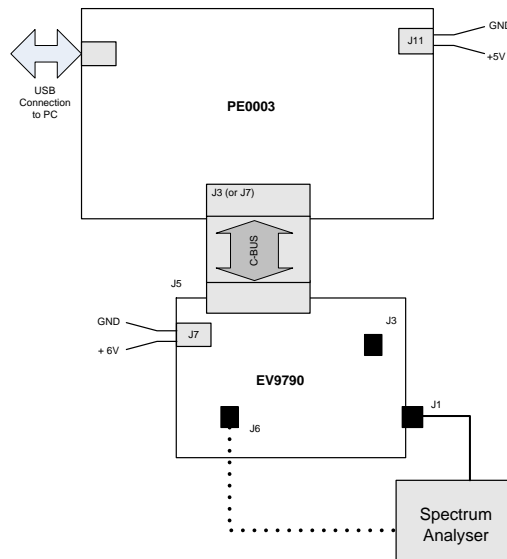 GND
J11
+5V
USB
Connection
to PC
PE0003
J3 (or J7)
C-BUS
J5
GND
J7
+ 6V
J3
EV9790
J1
J6
Spectrum
Analyser